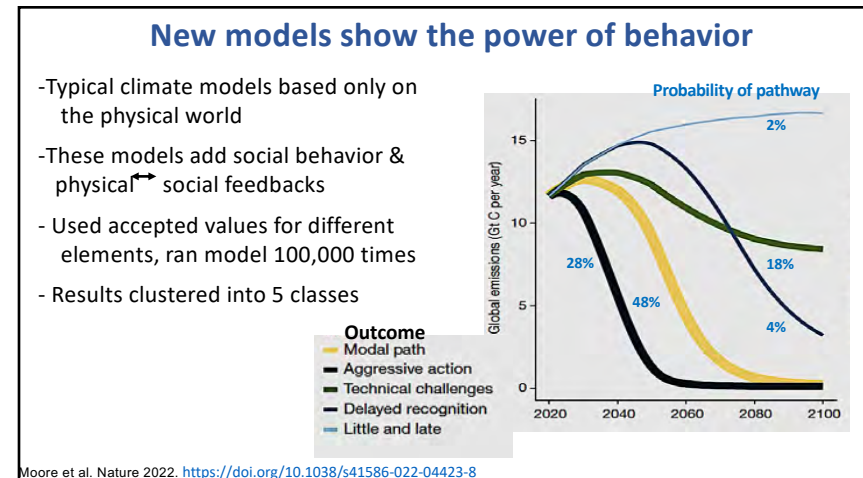 New models show the power of behavior
-Typical climate models based only on
the physical world
-These models add social behavior &
physical↔ social feedbacks
- Used accepted values for different
elements, ran model 100,000 times
- Results clustered into 5 classes
Probability of pathway
2%
15
10
5
0
Global emissions (Gt C per year)
28%
48%
18%
4%
2020
2040
2060
2080
2100
Outcome
Modal path
Aggressive action
Technical challenges
Delayed recognition
Little and late
Moore et al. Nature 2022. https://doi.org/10.1038/s41586-022-04423-8